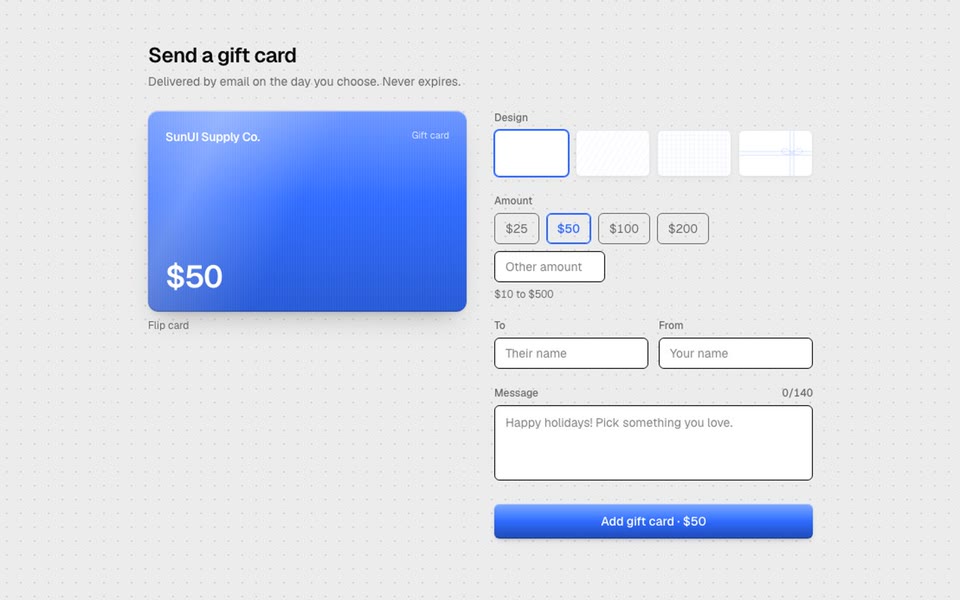 Send a gift card
Delivered by email on the day you choose. Never expires.
SunUI Supply Co.
Gift card
$50
Flip card
Design
Amount
$25
$50
$100
$200
Other amount
$10 to $500
To
From
Their name
Your name
Message
0/140
Happy holidays! Pick something you love.
Add gift card · $50